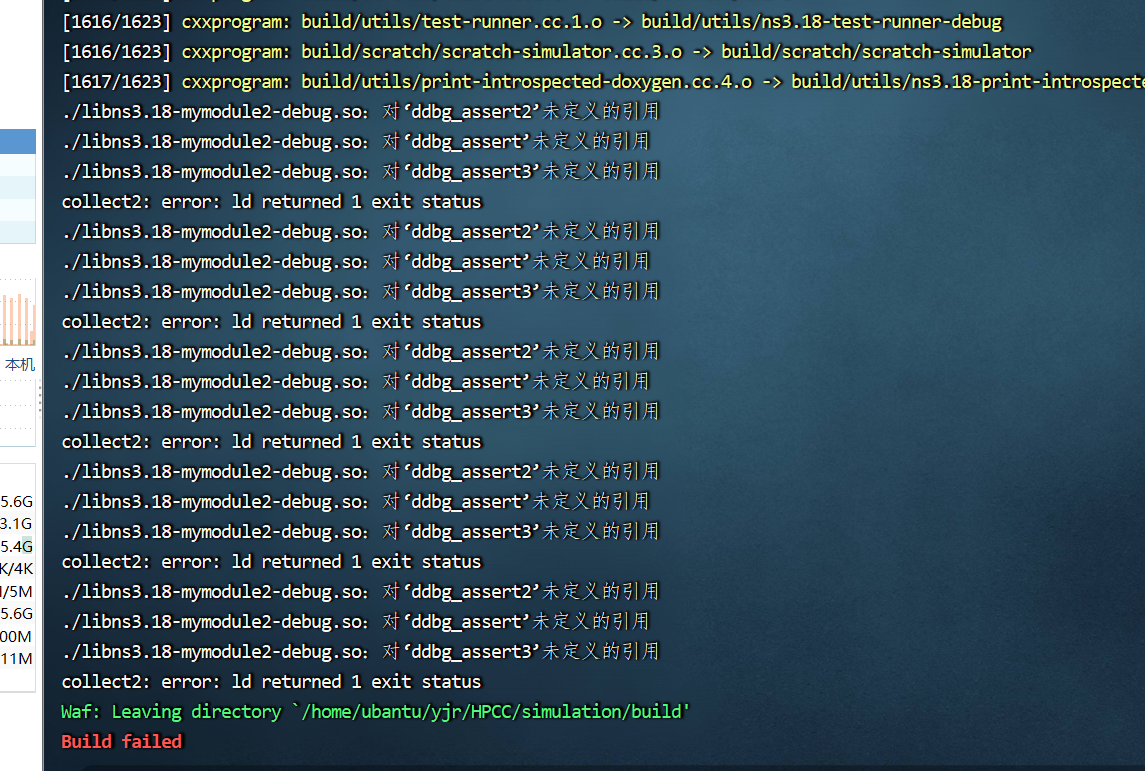 [1616/1623] cxxprogram: build/utils/test-runner.cc.1.o -> build/utils/ns3.18-test-runner-debug
[1616/1623] cxxprogram: build/scratch/scratch-simulator.cc.3.o -> build/scratch/scratch-simulator
[1617/1623] cxxprogram: build/utils/print-introspected-doxygen.cc.4.o -> build/utils/ns3.18-print-introspecte
./libns3.18-mymodule2-debug.so：对‘ddbg_assert2’未定义的引用
./libns3.18-mymodule2-debug.so：对‘ddbg_assert’未定义的引用
./libns3.18-mymodule2-debug.so：对‘ddbg_assert3’未定义的引用
collect2: error: ld returned 1 exit status
./libns3.18-mymodule2-debug.so：对‘ddbg_assert2’未定义的引用
./libns3.18-mymodule2-debug.so：对‘ddbg_assert’未定义的引用
./libns3.18-mymodule2-debug.so：对‘ddbg_assert3’未定义的引用
collect2: error: ld returned 1 exit status
./libns3.18-mymodule2-debug.so：对‘ddbg_assert2’未定义的引用
./libns3.18-mymodule2-debug.so：对‘ddbg_assert’未定义的引用
./libns3.18-mymodule2-debug.so：对‘ddbg_assert3’未定义的引用
collect2: error: ld returned 1 exit status
./libns3.18-mymodule2-debug.so：对‘ddbg_assert2’未定义的引用
./libns3.18-mymodule2-debug.so：对‘ddbg_assert’未定义的引用
./libns3.18-mymodule2-debug.so：对‘ddbg_assert3’未定义的引用
collect2: error: ld returned 1 exit status
./libns3.18-mymodule2-debug.so：对‘ddbg_assert2’未定义的引用
./libns3.18-mymodule2-debug.so：对‘ddbg_assert’未定义的引用
./libns3.18-mymodule2-debug.so：对‘ddbg_assert3’未定义的引用
collect2: error: ld returned 1 exit status
Waf: Leaving directory `/home/ubantu/yjr/HPCC/simulation/build'
Build failed
本机
5.6G
3.1G
5.4G
K/4K
/5M
5.6G
00M
11M